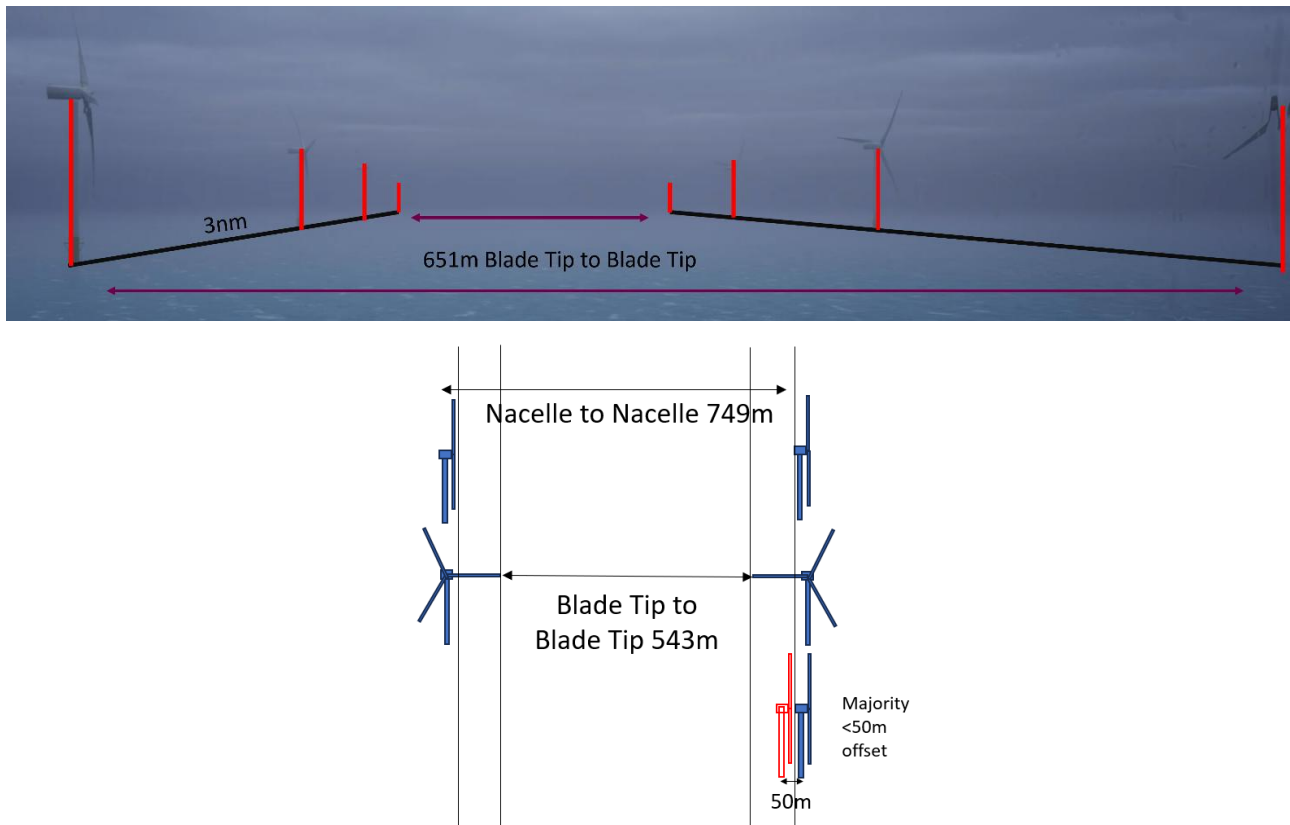 3nm
651m Blade Tip to Blade Tip
Nacelle to Nacelle 749m
Blade Tip to
Blade Tip 543m
Majority
<50m
offset
50m